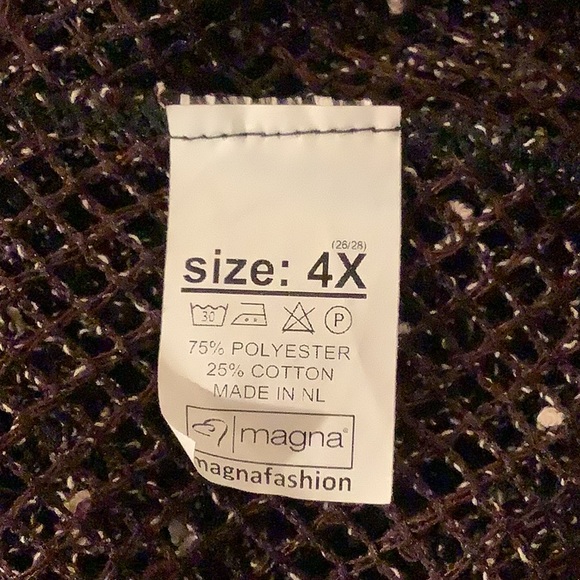 (26/28)
size: 4X
30 P
75% POLYESTER
25% COTTON
MADE IN NL
magna®
magnafashion